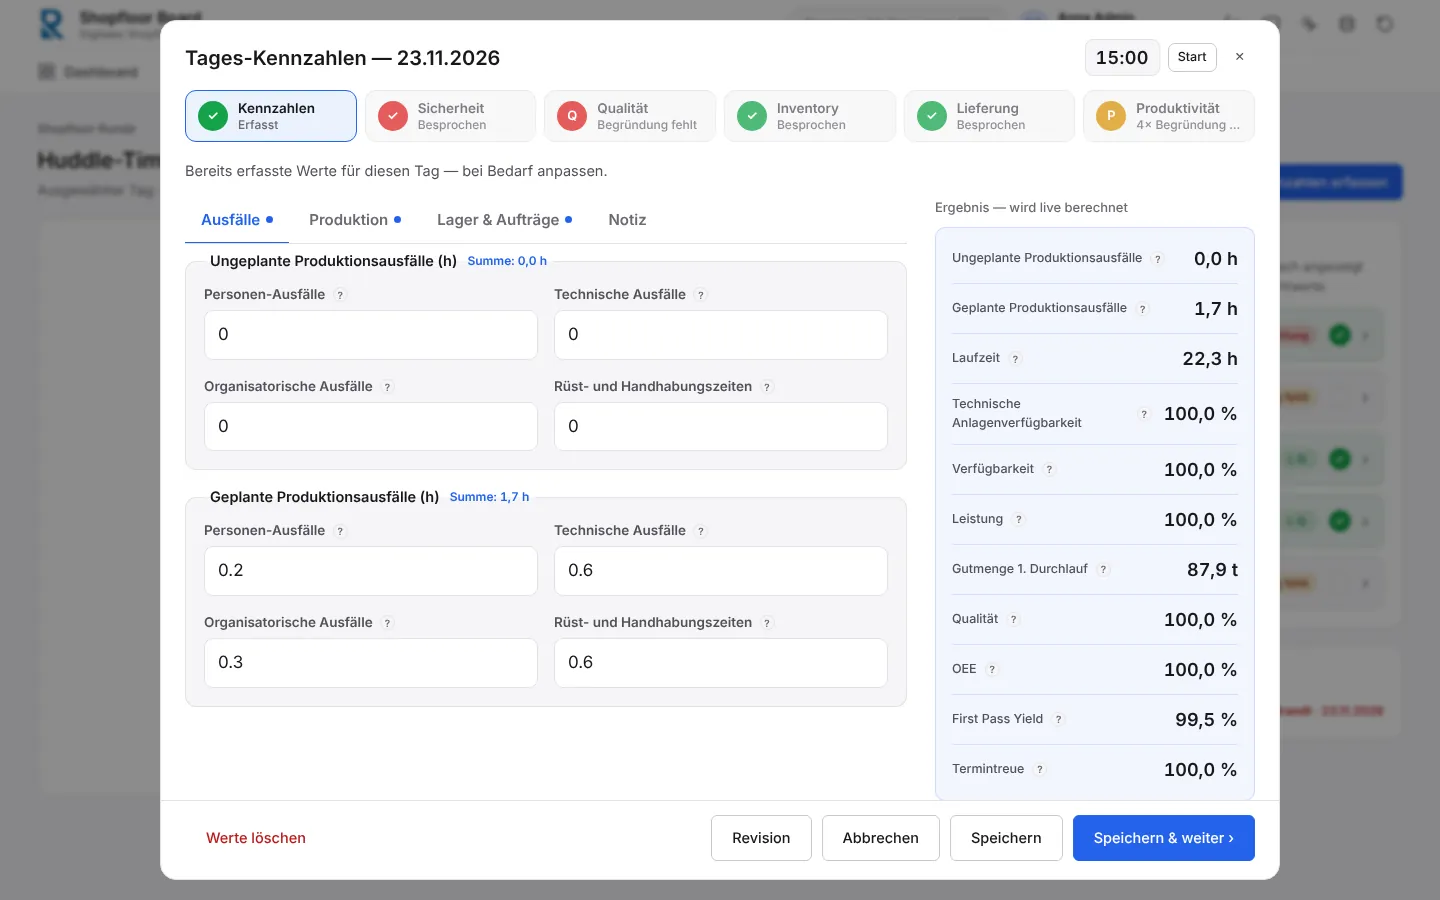 Shopfloor Board
Dashboard
Huddle-Tim
Tages-Kennzahlen — 23.11.2026
15:00
Start
×
Kennzahlen
Erfasst
Sicherheit
Besprochen
Q
Qualität
Begründung fehlt
Inventory
Besprochen
Lieferung
Besprochen
P
Produktivität
4× Begründung ...
Bereits erfasste Werte für diesen Tag — bei Bedarf anpassen.
Ausfälle
Produktion
Lager & Aufträge
Notiz
Ungeplante Produktionsausfälle (h) Summe: 0,0 h
Personen-Ausfälle ?
Technische Ausfälle ?
0
0
Organisatorische Ausfälle ?
Rüst- und Handhabungszeiten ?
0
0
Geplante Produktionsausfälle (h) Summe: 1,7 h
Personen-Ausfälle ?
Technische Ausfälle ?
0.2
0.6
Organisatorische Ausfälle ?
Rüst- und Handhabungszeiten ?
0.3
0.6
Ergebnis — wird live berechnet
Ungeplante Produktionsausfälle ? 0,0 h
Geplante Produktionsausfälle ? 1,7 h
Laufzeit ? 22,3 h
Technische
Anlagenverfügbarkeit ? 100,0 %
Verfügbarkeit ? 100,0 %
Leistung ? 100,0 %
Gutmenge 1. Durchlauf ? 87,9 t
Qualität ? 100,0 %
OEE ? 100,0 %
First Pass Yield ? 99,5 %
Termintreue ? 100,0 %
Werte löschen
Revision
Abbrechen
Speichern
Speichern & weiter ›